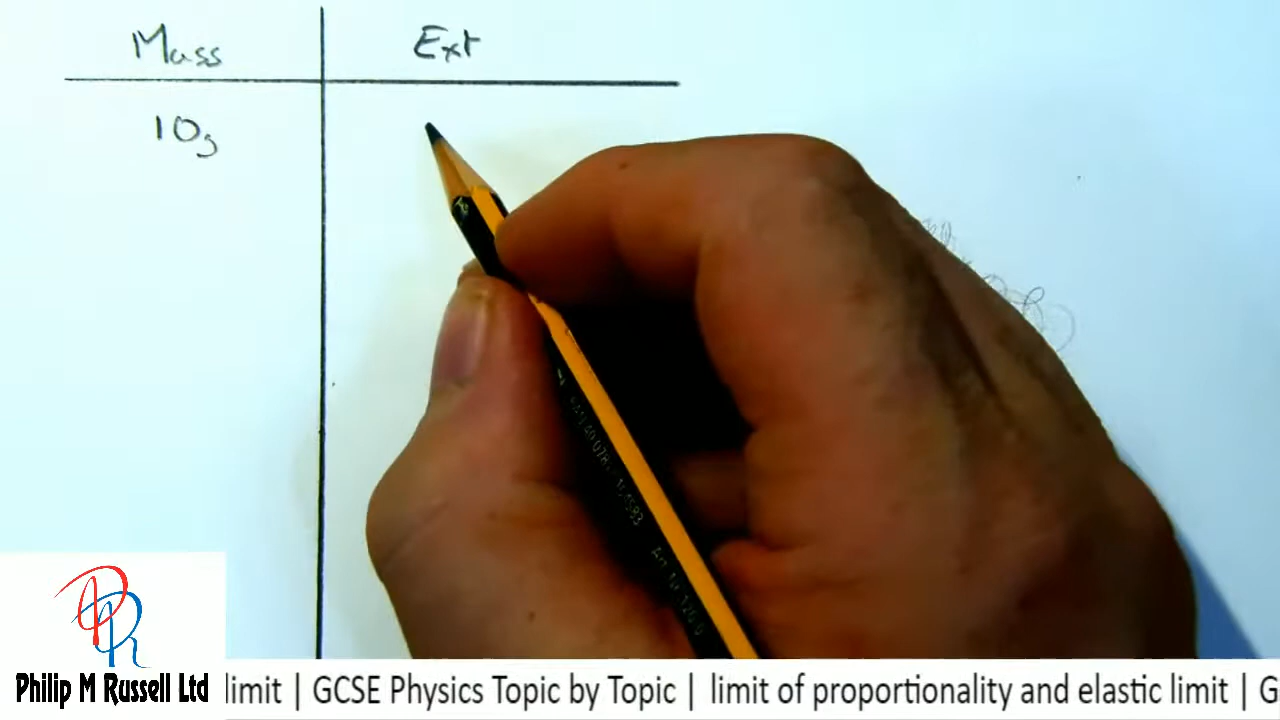 Mass Ext
10g
Philip M Russell Ltd
limit | GCSE Physics Topic by Topic | limit of proportionality and elastic limit | G